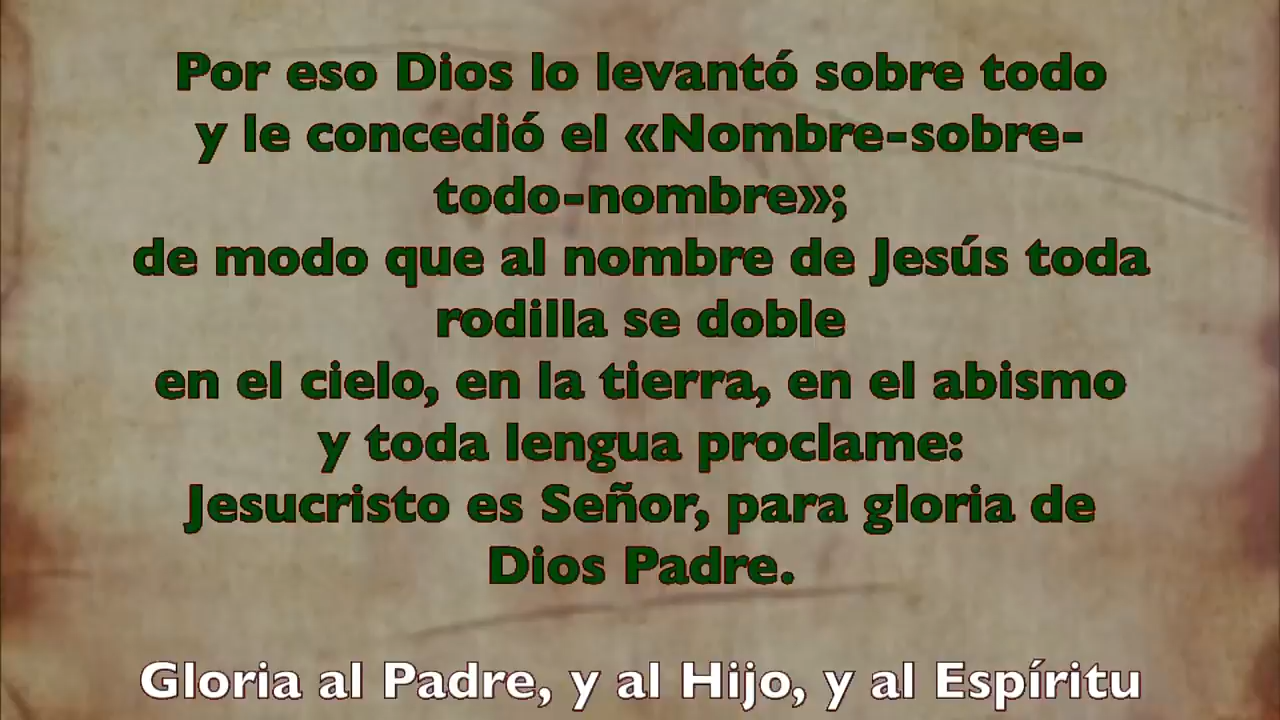 Por eso Dios lo levantó sobre todo
y le concedió el «Nombre-sobre-
todo-nombre»;
de modo que al nombre de Jesús toda
rodilla se doble
en el cielo, en la tierra, en el abismo
y toda lengua proclame:
Jesucristo es Señor, para gloria de
Dios Padre.
Gloria al Padre, y al Hijo, y al Espíritu